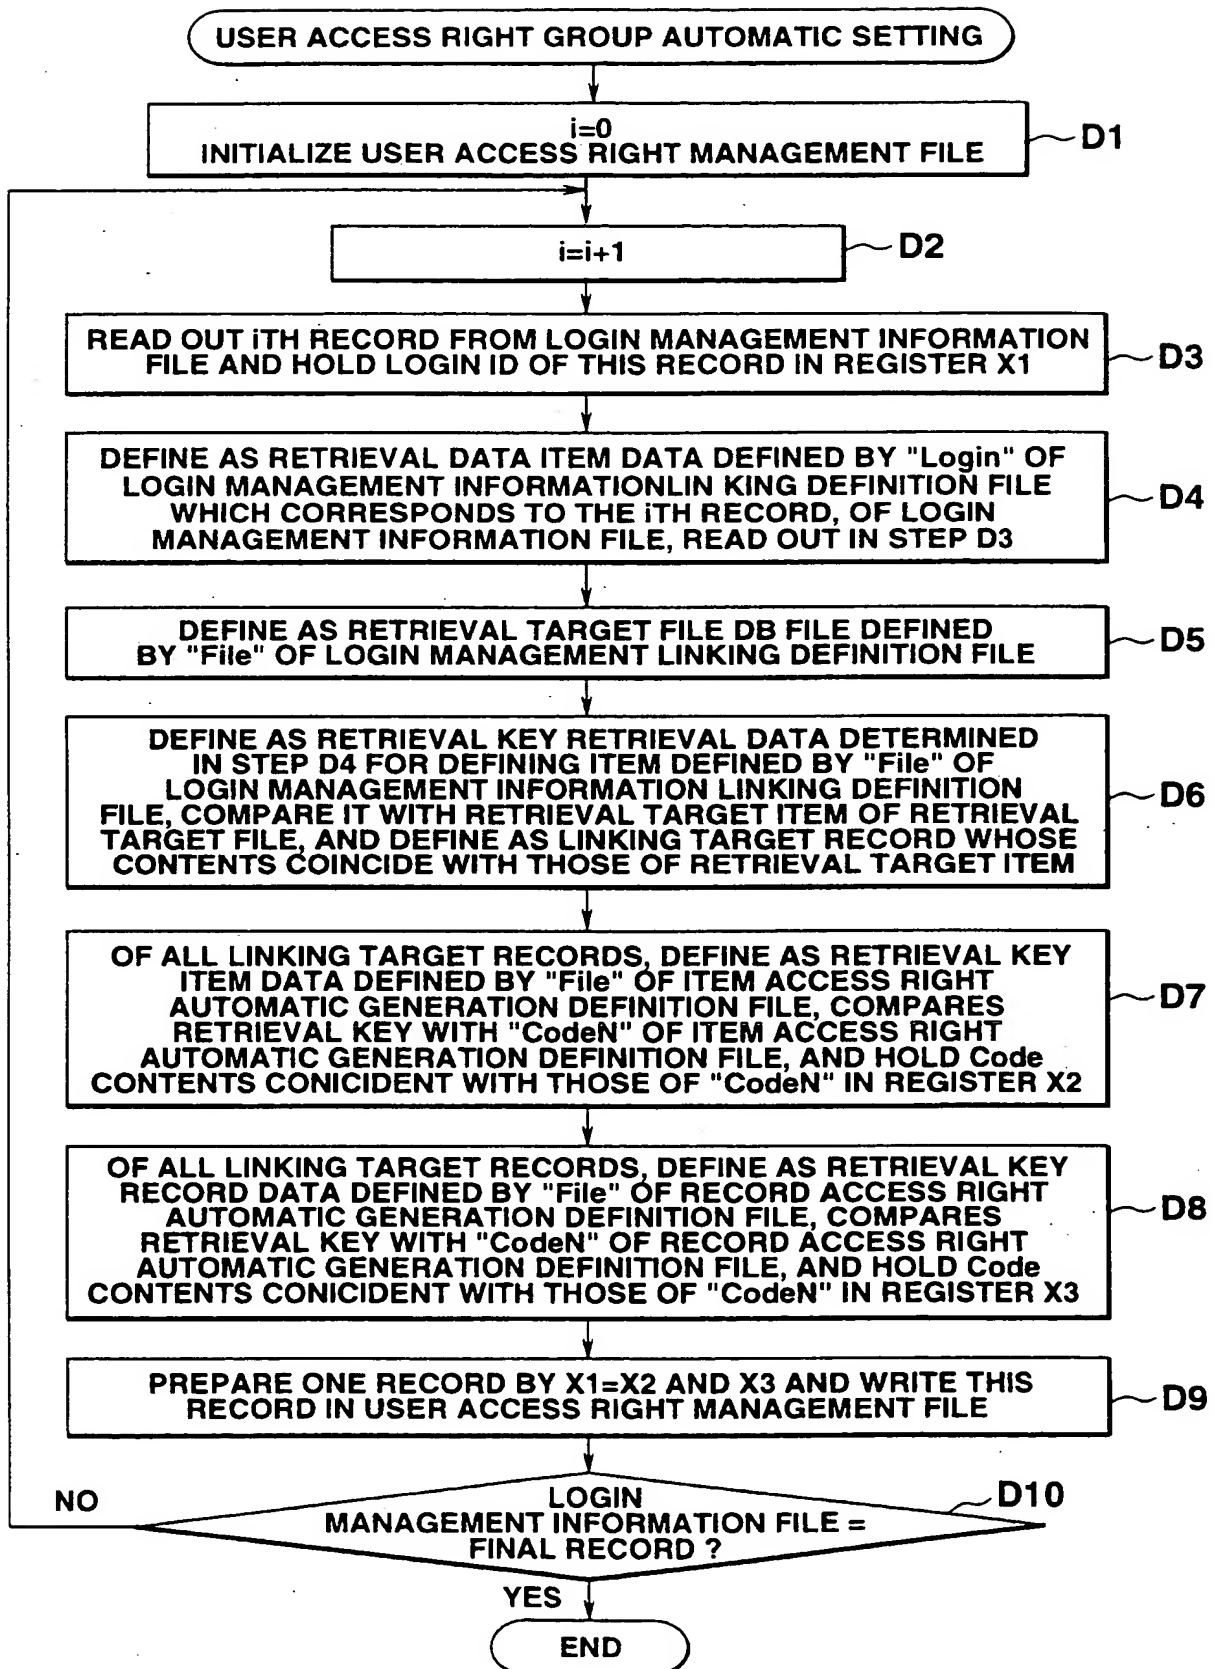 USER ACCESS RIGHT GROUP AUTOMATIC SETTING
i=0
INITIALIZE USER ACCESS RIGHT MANAGEMENT FILE
D1
i=i+1
D2
READ OUT iTH RECORD FROM LOGIN MANAGEMENT INFORMATION
FILE AND HOLD LOGIN ID OF THIS RECORD IN REGISTER X1
D3
DEFINE AS RETRIEVAL DATA ITEM DATA DEFINED BY "Login" OF
LOGIN MANAGEMENT INFORMATIONLIN KING DEFINITION FILE
WHICH CORRESPONDS TO THE iTH RECORD, OF LOGIN
MANAGEMENT INFORMATION FILE, READ OUT IN STEP D3
D4
DEFINE AS RETRIEVAL TARGET FILE DB FILE DEFINED
BY "File" OF LOGIN MANAGEMENT LINKING DEFINITION FILE
D5
DEFINE AS RETRIEVAL KEY RETRIEVAL DATA DETERMINED
IN STEP D4 FOR DEFINING ITEM DEFINED BY "File" OF
LOGIN MANAGEMENT INFORMATION LINKING DEFINITION
FILE, COMPARE IT WITH RETRIEVAL TARGET ITEM OF RETRIEVAL
TARGET FILE, AND DEFINE AS LINKING TARGET RECORD WHOSE
CONTENTS COINCIDE WITH THOSE OF RETRIEVAL TARGET ITEM
D6
OF ALL LINKING TARGET RECORDS, DEFINE AS RETRIEVAL KEY
ITEM DATA DEFINED BY "File" OF ITEM ACCESS RIGHT
AUTOMATIC GENERATION DEFINITION FILE, COMPARES
RETRIEVAL KEY WITH "CodeN" OF ITEM ACCESS RIGHT
AUTOMATIC GENERATION DEFINITION FILE, AND HOLD Code
CONTENTS CONICIDENT WITH THOSE OF "CodeN" IN REGISTER X2
D7
OF ALL LINKING TARGET RECORDS, DEFINE AS RETRIEVAL KEY
RECORD DATA DEFINED BY "File" OF RECORD ACCESS RIGHT
AUTOMATIC GENERATION DEFINITION FILE, COMPARES
RETRIEVAL KEY WITH "CodeN" OF RECORD ACCESS RIGHT
AUTOMATIC GENERATION DEFINITION FILE, AND HOLD Code
CONTENTS CONICIDENT WITH THOSE OF "CodeN" IN REGISTER X3
D8
PREPARE ONE RECORD BY X1=X2 AND X3 AND WRITE THIS
RECORD IN USER ACCESS RIGHT MANAGEMENT FILE
D9
NO
LOGIN
MANAGEMENT INFORMATION FILE =
FINAL RECORD ?
D10
YES
END